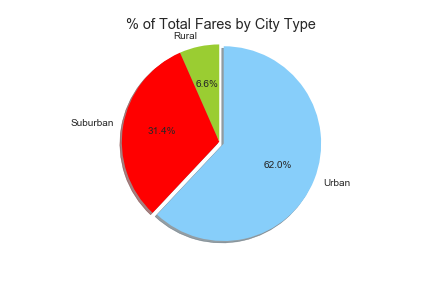 % of Total Fares by City Type
Rural
6.6%
Suburban
31.4%
62.0%
Urban